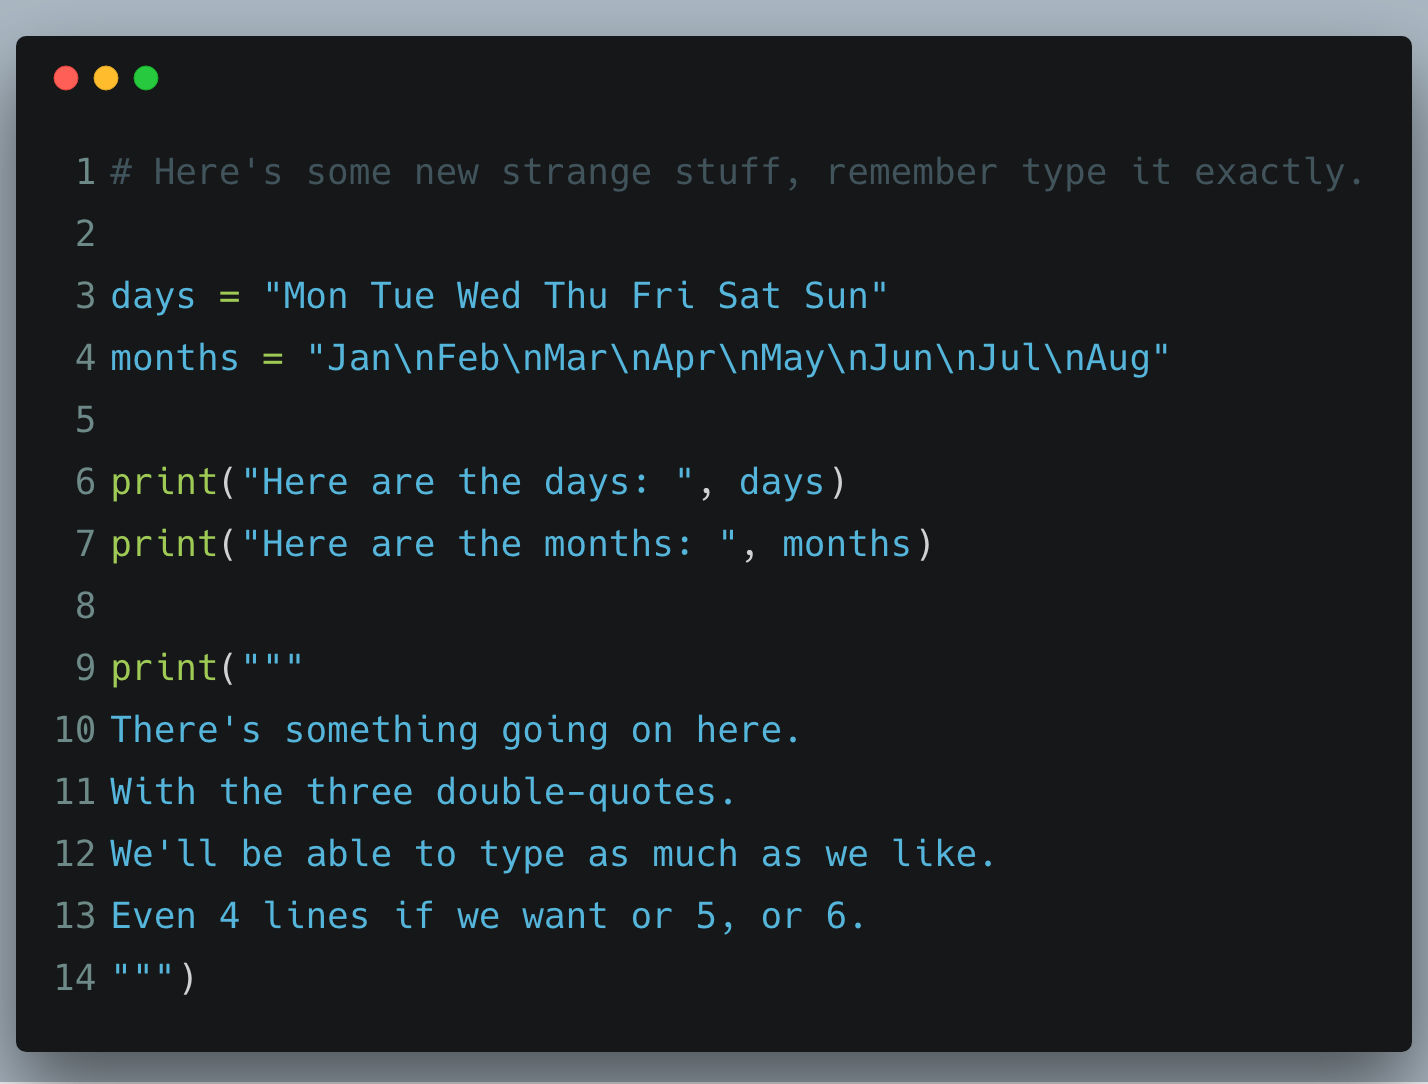 1 # Here's some new strange stuff, remember type it exactly.
2
3 days = "Mon Tue Wed Thu Fri Sat Sun"
4 months = "Jan\nFeb\nMar\nApr\nMay\nJun\nJul\nAug"
5
6 print("Here are the days: ", days)
7 print("Here are the months: ", months)
8
9 print("""
10 There's something going on here.
11 With the three double-quotes.
12 We'll be able to type as much as we like.
13 Even 4 lines if we want or 5, or 6.
14 """)